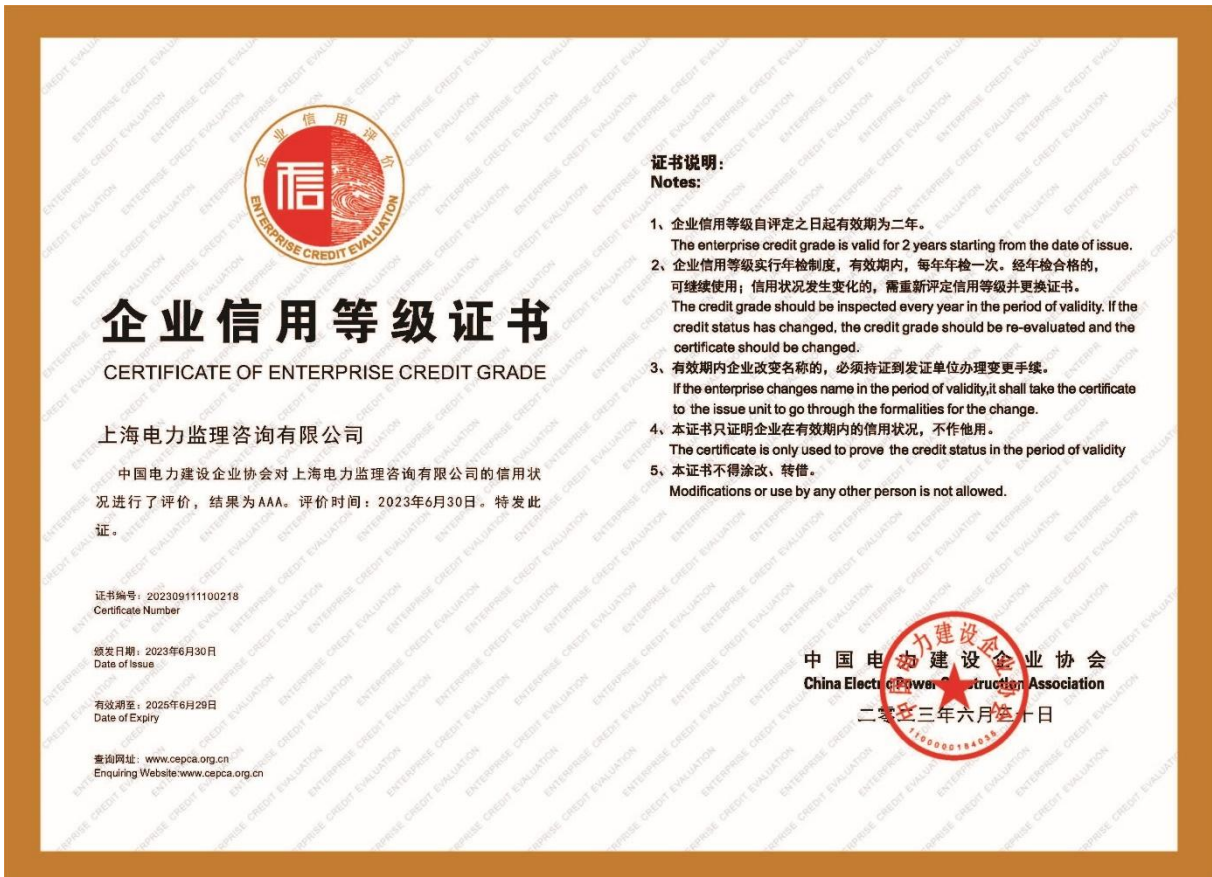 企业信用评价
信
ENTERPRISE CREDIT EVALUATION
企业信用等级证书
CERTIFICATE OF ENTERPRISE CREDIT GRADE
上海电力监理咨询有限公司
中国电力建设企业协会对上海电力监理咨询有限公司的信用状
况进行了评价，结果为AAA。评价时间：2023年6月30日。特发此
证。
证书编号：202309111100218
Certificate Number
颁发日期：2023年6月30日
Date of Issue
有效期至：2025年6月29日
Date of Expiry
查询网址：www.cepca.org.cn
Enquiring Website:www.cepca.org.cn
证书说明：
Notes:
1、企业信用等级自评定之日起有效期为二年。
The enterprise credit grade is valid for 2 years starting from the date of issue.
2、企业信用等级实行年检制度，有效期内，每年年检一次。经年检合格的，
可继续使用；信用状况发生变化的，需重新评定信用等级并更换证书。
The credit grade should be inspected every year in the period of validity. If the
credit status has changed, the credit grade should be re-evaluated and the
certificate should be changed.
3、有效期内企业改变名称的，必须持证到发证单位办理变更手续。
If the enterprise changes name in the period of validity,it shall take the certificate
to the issue unit to go through the formalities for the change.
4、本证书只证明企业在有效期内的信用状况，不作他用。
The certificate is only used to prove the credit status in the period of validity
5、本证书不得涂改、转借。
Modifications or use by any other person is not allowed.
中国电力建设企业协会
China Electric Power Construction Association
二零二三年六月三十日
中国电力建设企业协会
1100000184035